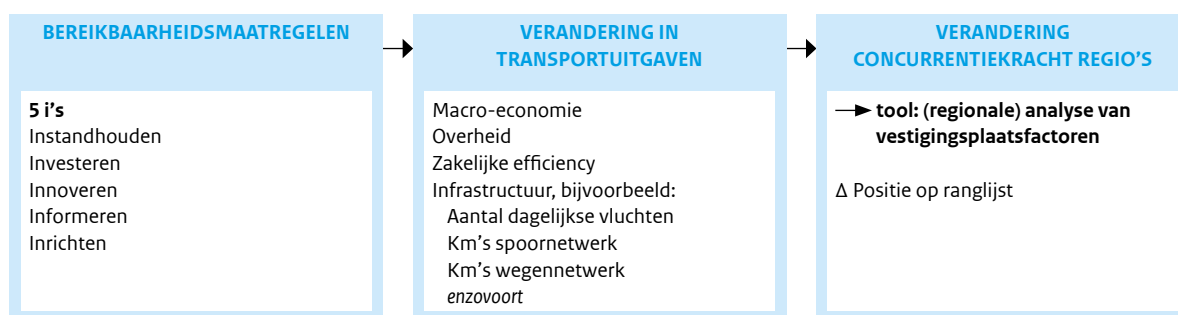 BEREIKBAARHEIDSMAATREGELEN
5 i's
Instandhouden
Investeren
Innoveren
Informeren
Inrichten
VERANDERING IN
TRANSPORTUITGAVEN
Macro-economie
Overheid
Zakelijke efficiency
Infrastructuur, bijvoorbeeld:
Aantal dagelijkse vluchten
Km's spoornetwerk
Km's wegennetwerk
enzovoort
VERANDERING
CONCURRENTIEKRACHT REGIO'S
tool: (regionale) analyse van
vestigingsplaatsfactoren
Δ Positie op ranglijst